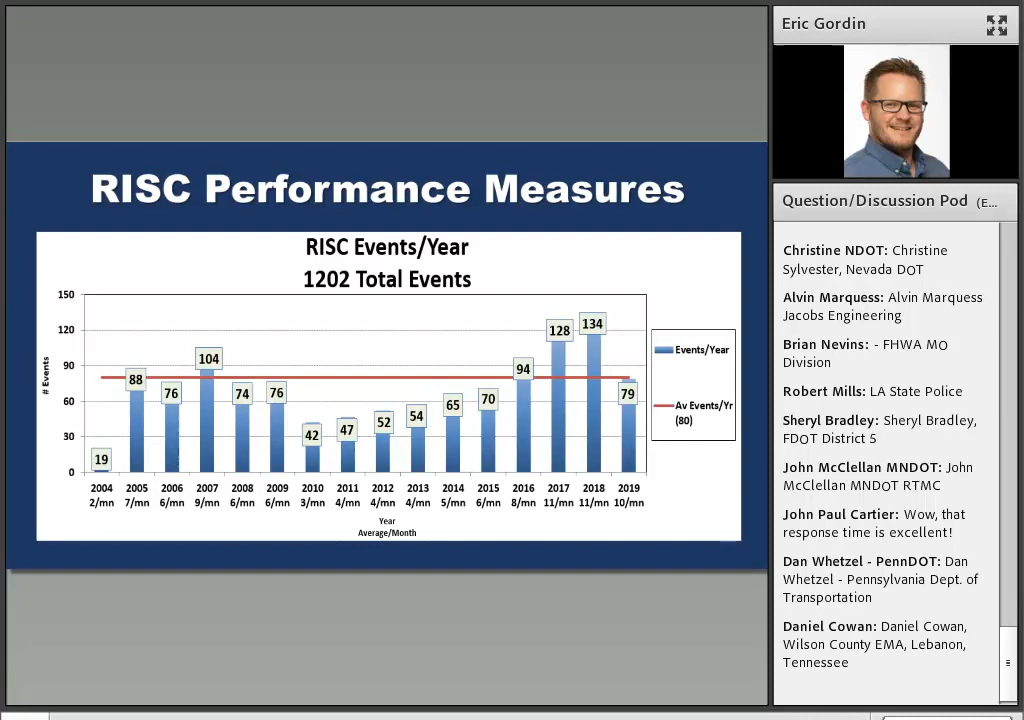 Eric Gordin
RISC Performance Measures
RISC Events/Year
1202 Total Events
150
120
90
60
30
0
# Events
19
88
76
104
74
76
42
47
52
54
65
70
94
128
134
79
2004 2005 2006 2007 2008 2009 2010 2011 2012 2013 2014 2015 2016 2017 2018 2019
2/mn 7/mn 6/mn 9/mn 6/mn 6/mn 3/mn 4/mn 4/mn 4/mn 5/mn 6/mn 8/mn 11/mn 11/mn 10/mn
Year
Average/Month
Events/Year
Av Events/Yr
(80)
Question/Discussion Pod (E...
Christine NDOT: Christine
Sylvester, Nevada DOT
Alvin Marquess: Alvin Marquess
Jacobs Engineering
Brian Nevins: - FHWA MO
Division
Robert Mills: LA State Police
Sheryl Bradley: Sheryl Bradley,
FDOT District 5
John McClellan MNDOT: John
McClellan MNDOT RTMC
John Paul Cartier: Wow, that
response time is excellent!
Dan Whetzel - PennDOT: Dan
Whetzel - Pennsylvania Dept. of
Transportation
Daniel Cowan: Daniel Cowan,
Wilson County EMA, Lebanon,
Tennessee